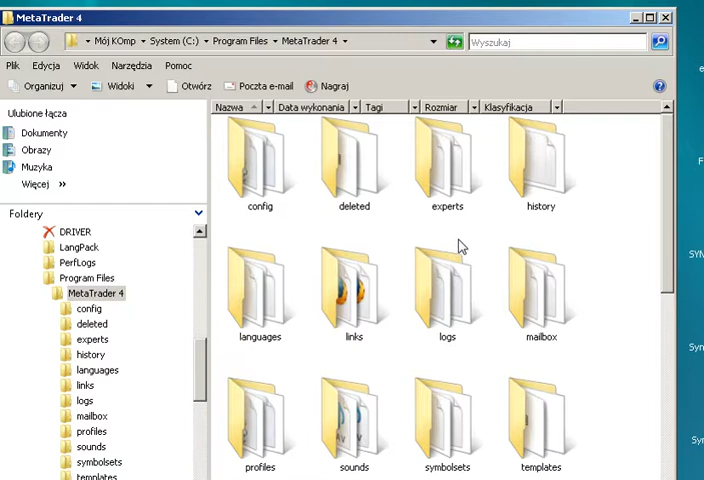 MetaTrader 4
Mój KOmp ▸ System (C:) ▸ Program Files ▸ MetaTrader 4 ▸
Wyszukaj
Plik Edycja Widok Narzędzia Pomoc
Organizuj Widoki Otwórz Poczta e-mail Nagraj
Ulubione łącza
Dokumenty
Obrazy
Muzyka
Więcej »
Foldery
DRIVER
LangPack
PerfLogs
Program Files
MetaTrader 4
config
deleted
experts
history
languages
links
logs
mailbox
profiles
sounds
symbolsets
templates
Nazwa Data wykonania Tagi Rozmiar Klasyfikacja
config deleted experts history
languages links logs mailbox
profiles sounds symbolsets templates